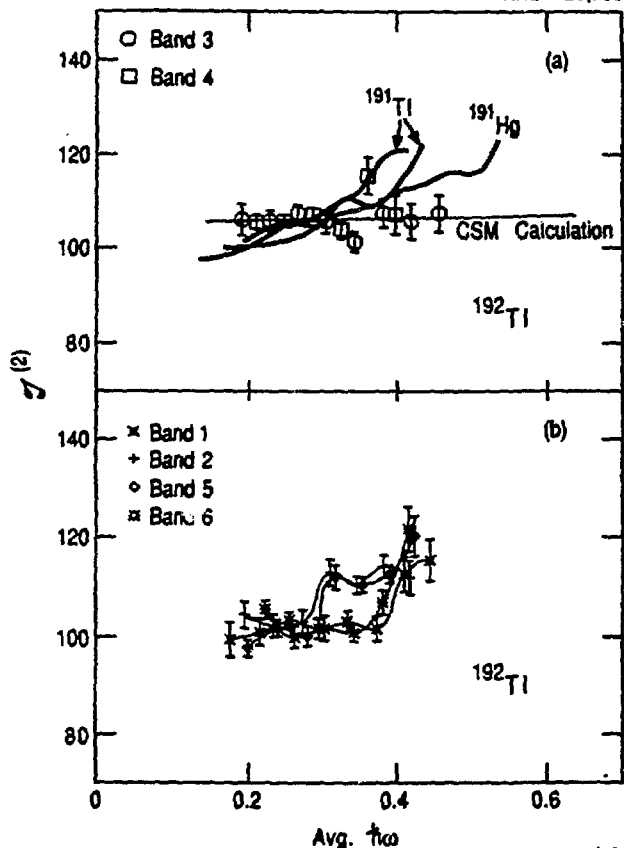 140
○ Band 3
□ Band 4
(a)
¹⁹¹Tl
¹⁹¹Hg
120
100
CSM Calculation
80
¹⁹²Tl
𝒥⁽²⁾
140
× Band 1
+ Band 2
◇ Band 5
¤ Band 6
(b)
120
100
80
¹⁹²Tl
0
0.2
0.4
0.6
Avg. ħω